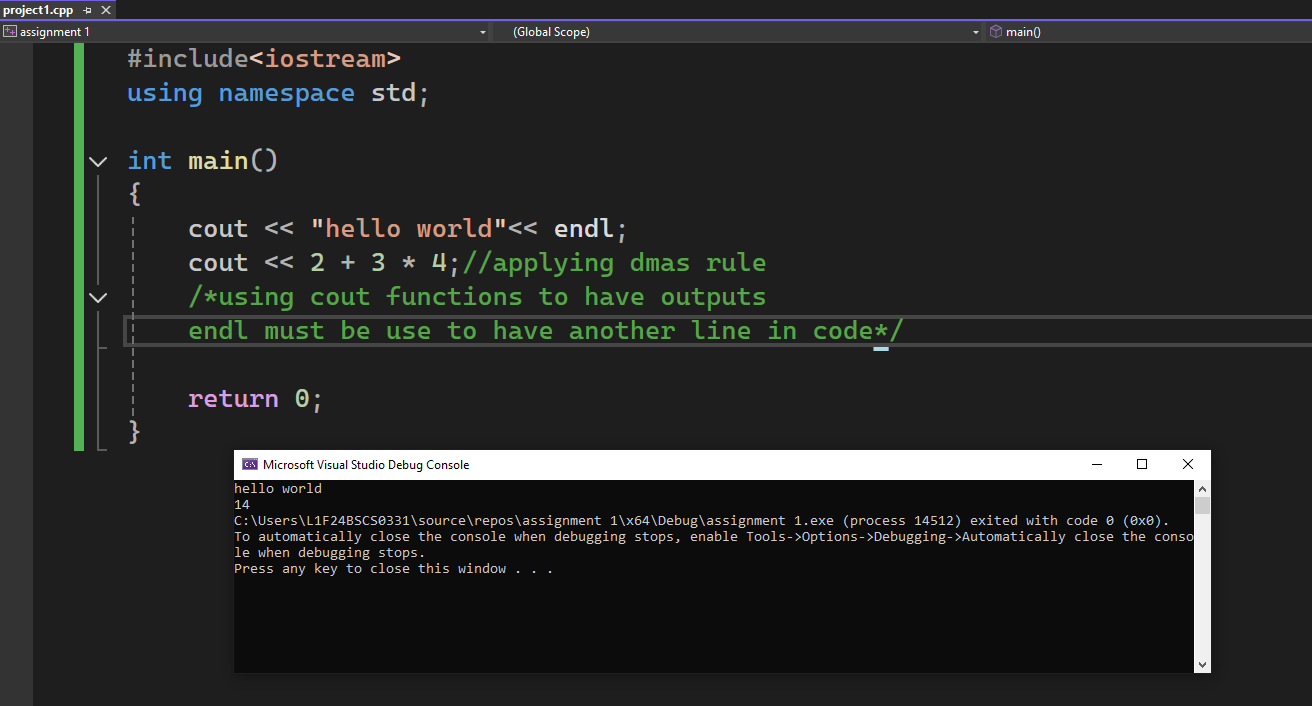 project1.cpp
assignment 1 (Global Scope) main()
#include<iostream>
using namespace std;
int main()
{
cout << "hello world"<< endl;
cout << 2 + 3 * 4;//applying dmas rule
/*using cout functions to have outputs
endl must be use to have another line in code*/
return 0;
}
Microsoft Visual Studio Debug Console
hello world
14
C:\Users\L1F24BSCS0331\source\repos\assignment 1\x64\Debug\assignment 1.exe (process 14512) exited with code 0 (0x0).
To automatically close the console when debugging stops, enable Tools->Options->Debugging->Automatically close the conso
le when debugging stops.
Press any key to close this window . . .